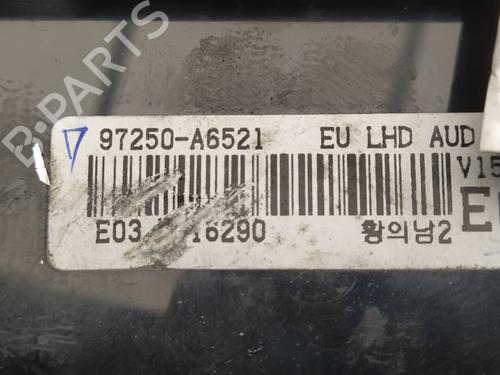 B-PARTS
97250-A6521 EU LHD AUD
V15
E03 16290 황의남2